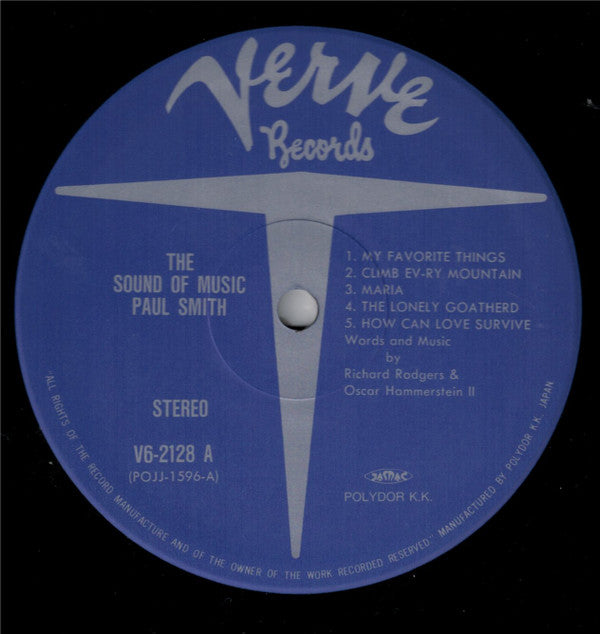 Verve
Records
THE
SOUND OF MUSIC
PAUL SMITH
1. MY FAVORITE THINGS
2. CLIMB EV-RY MOUNTAIN
3. MARIA
4. THE LONELY GOATHERD
5. HOW CAN LOVE SURVIVE
Words and Music
by
Richard Rodgers &
Oscar Hammerstein II
STEREO
V6-2128 A
(POJJ-1596-A)
POLYDOR K.K.
"ALL RIGHTS OF THE RECORD MANUFACTURE AND OF THE OWNER OF THE WORK RECORDED RESERVED." MANUFACTURED BY POLYDOR K.K. JAPAN